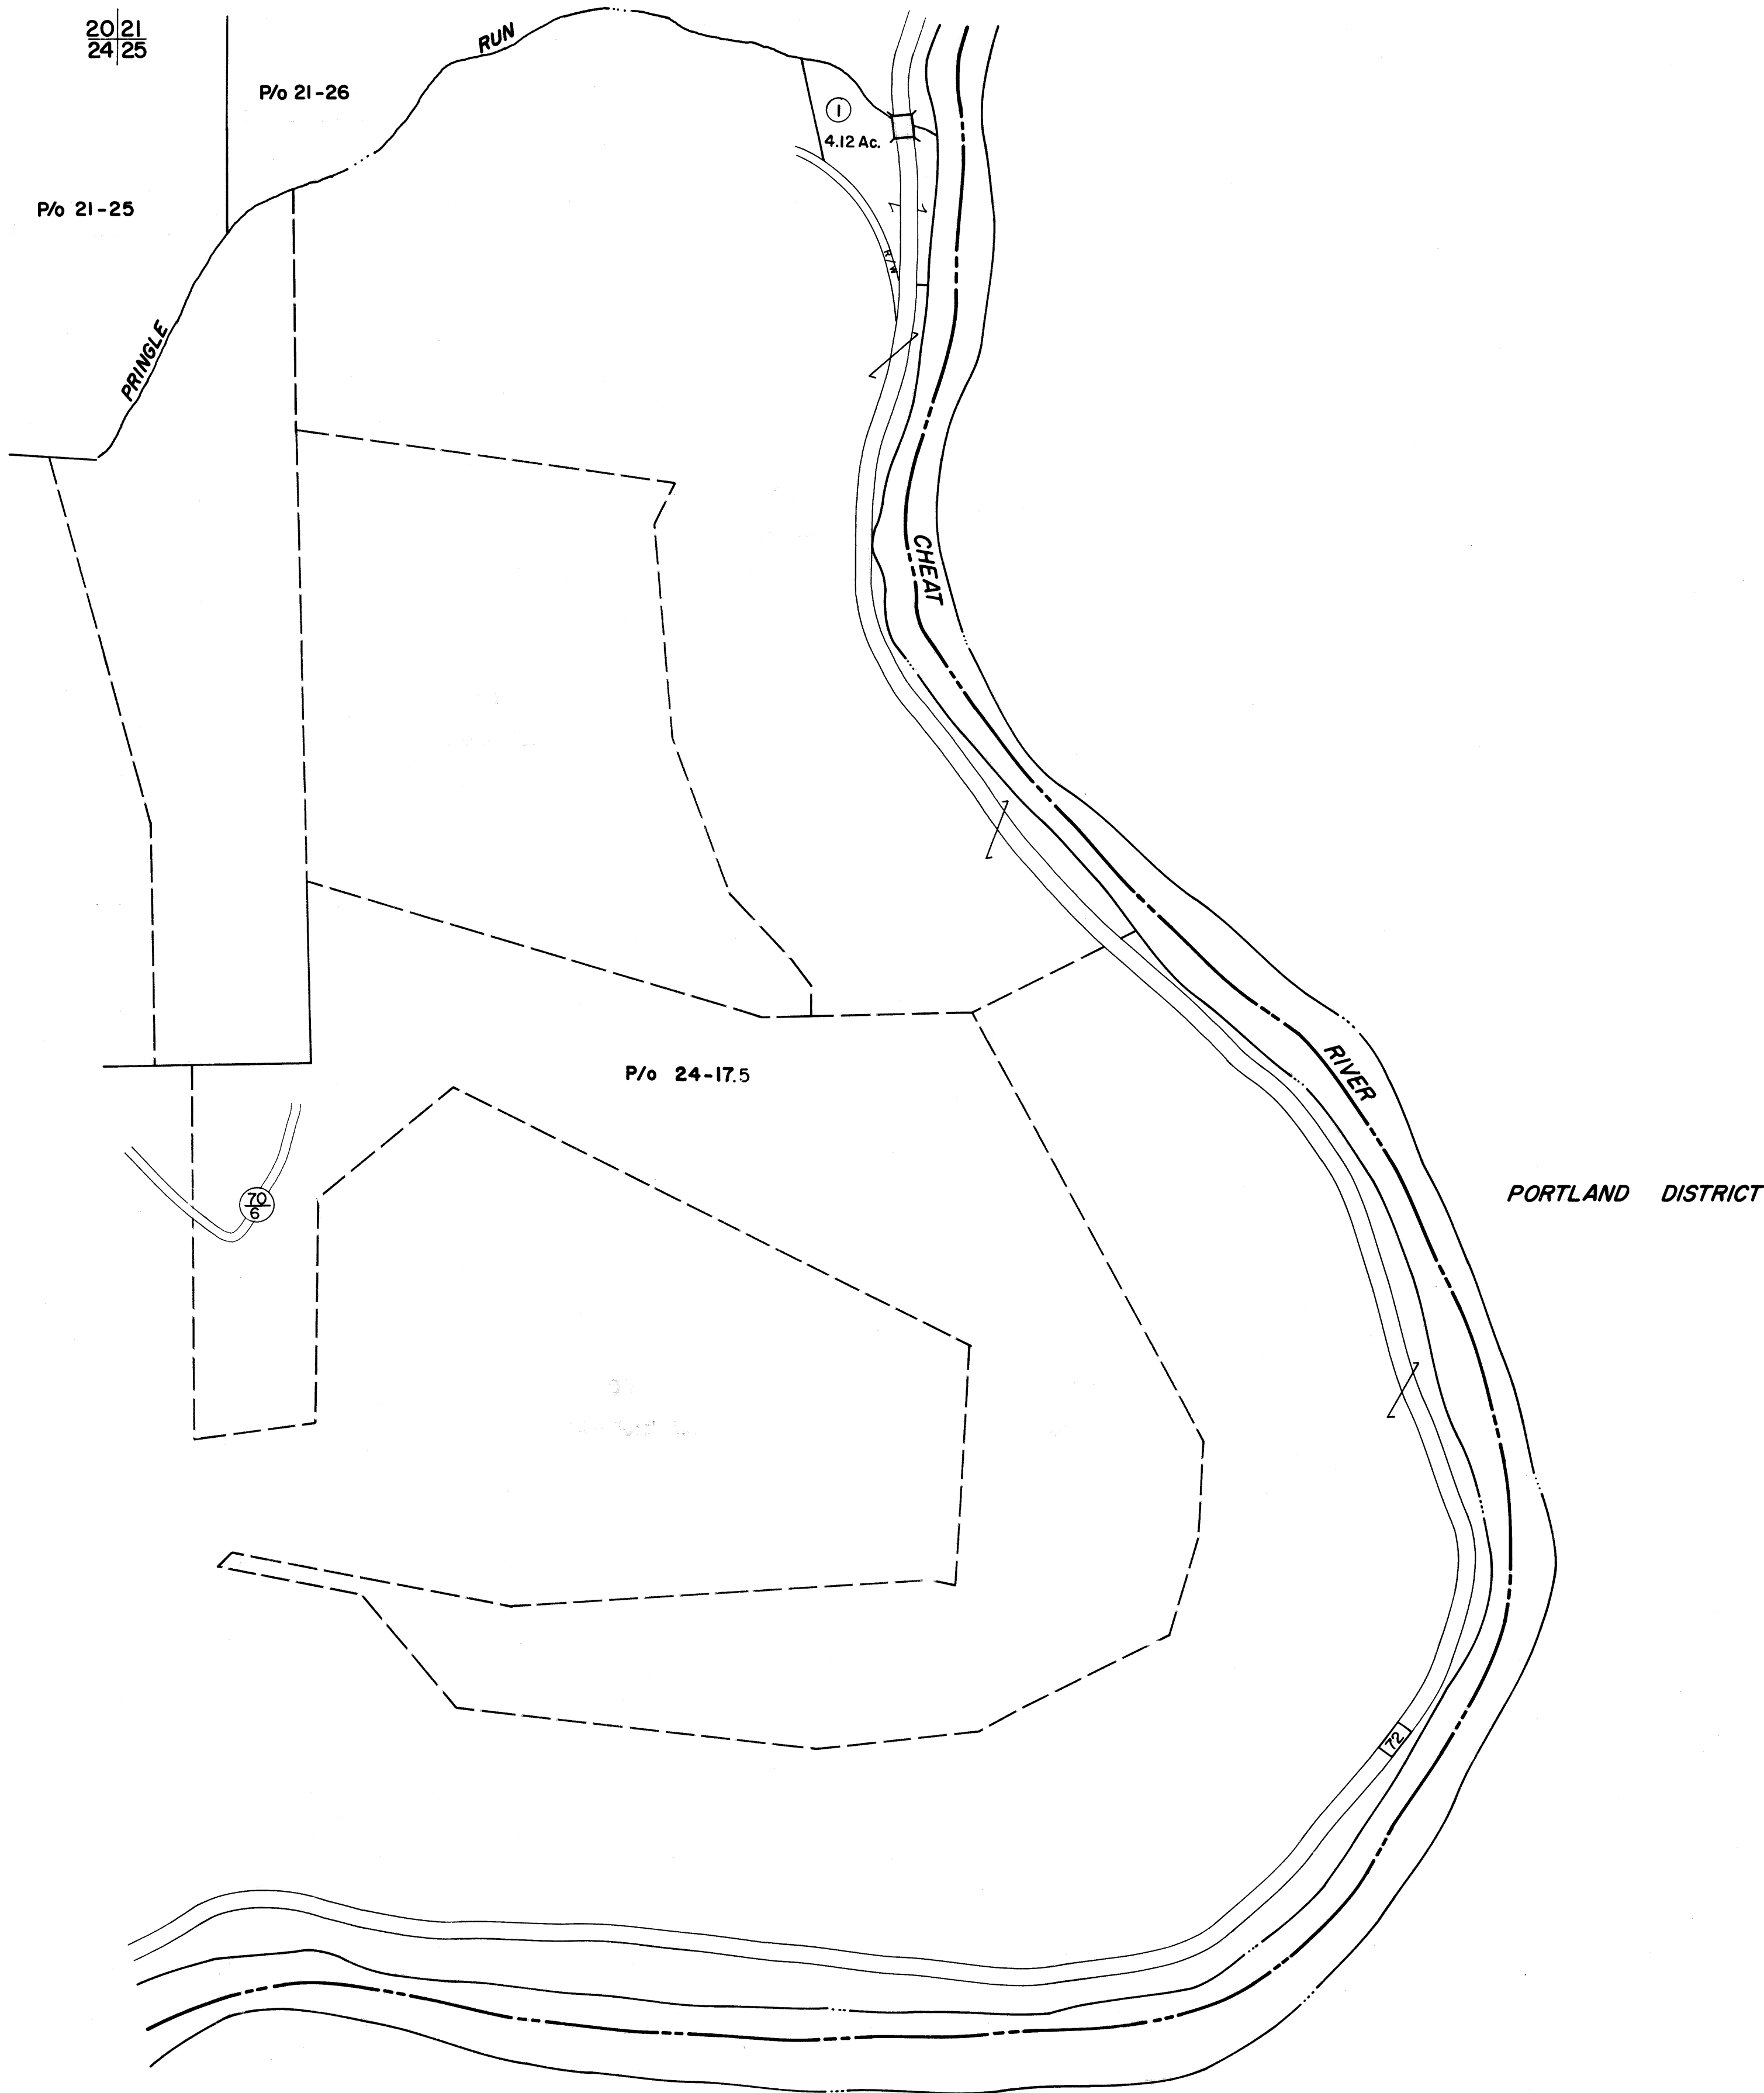 20 21
24 25
RUN
P/o 21-26
1
4.12 Ac.
P/o 21-25
R/W
PRINGLE
CHEAT
RIVER
P/o 24-17.5
PORTLAND DISTRICT
70
6
72